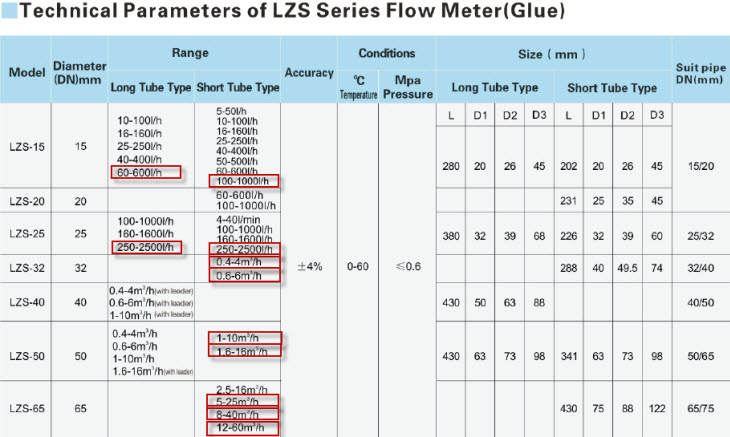 Technical Parameters of LZS Series Flow Meter(Glue)
Model Diameter (DN)mm Range Accuracy Conditions Size ( mm ) Suit pipe DN(mm)
Long Tube Type Short Tube Type °C Temperature Mpa Pressure Long Tube Type Short Tube Type
L D1 D2 D3 L D1 D2 D3
LZS-15 15
10-100l/h
16-160l/h
25-250l/h
40-400l/h
60-600l/h
5-50l/h
10-100l/h
16-160l/h
25-250l/h
40-400l/h
50-500l/h
60-600l/h
100-1000l/h
280 20 26 45 202 20 26 45 15/20
LZS-20 20
60-600l/h
100-1000l/h
231 25 35 45
LZS-25 25
100-1000l/h
160-1600l/h
250-2500l/h
4-40l/min
100-1000l/h
160-1600l/h
250-2500l/h
380 32 39 68 226 32 39 60 25/32
LZS-32 32
0.4-4m³/h
0.6-6m³/h
±4% 0-60 ≤0.6
288 40 49.5 74 32/40
LZS-40 40
0.4-4m³/h(with leader)
0.6-6m³/h(with leader)
1-10m³/h (with leader)
430 50 63 88 40/50
LZS-50 50
0.4-4m³/h
0.6-6m³/h
1-10m³/h
1.6-16m³/h(with leader)
1-10m³/h
1.6-16m³/h
430 63 73 98 341 63 73 98 50/65
LZS-65 65
2.5-16m³/h
5-25m³/h
8-40m³/h
12-60m³/h
430 75 88 122 65/75